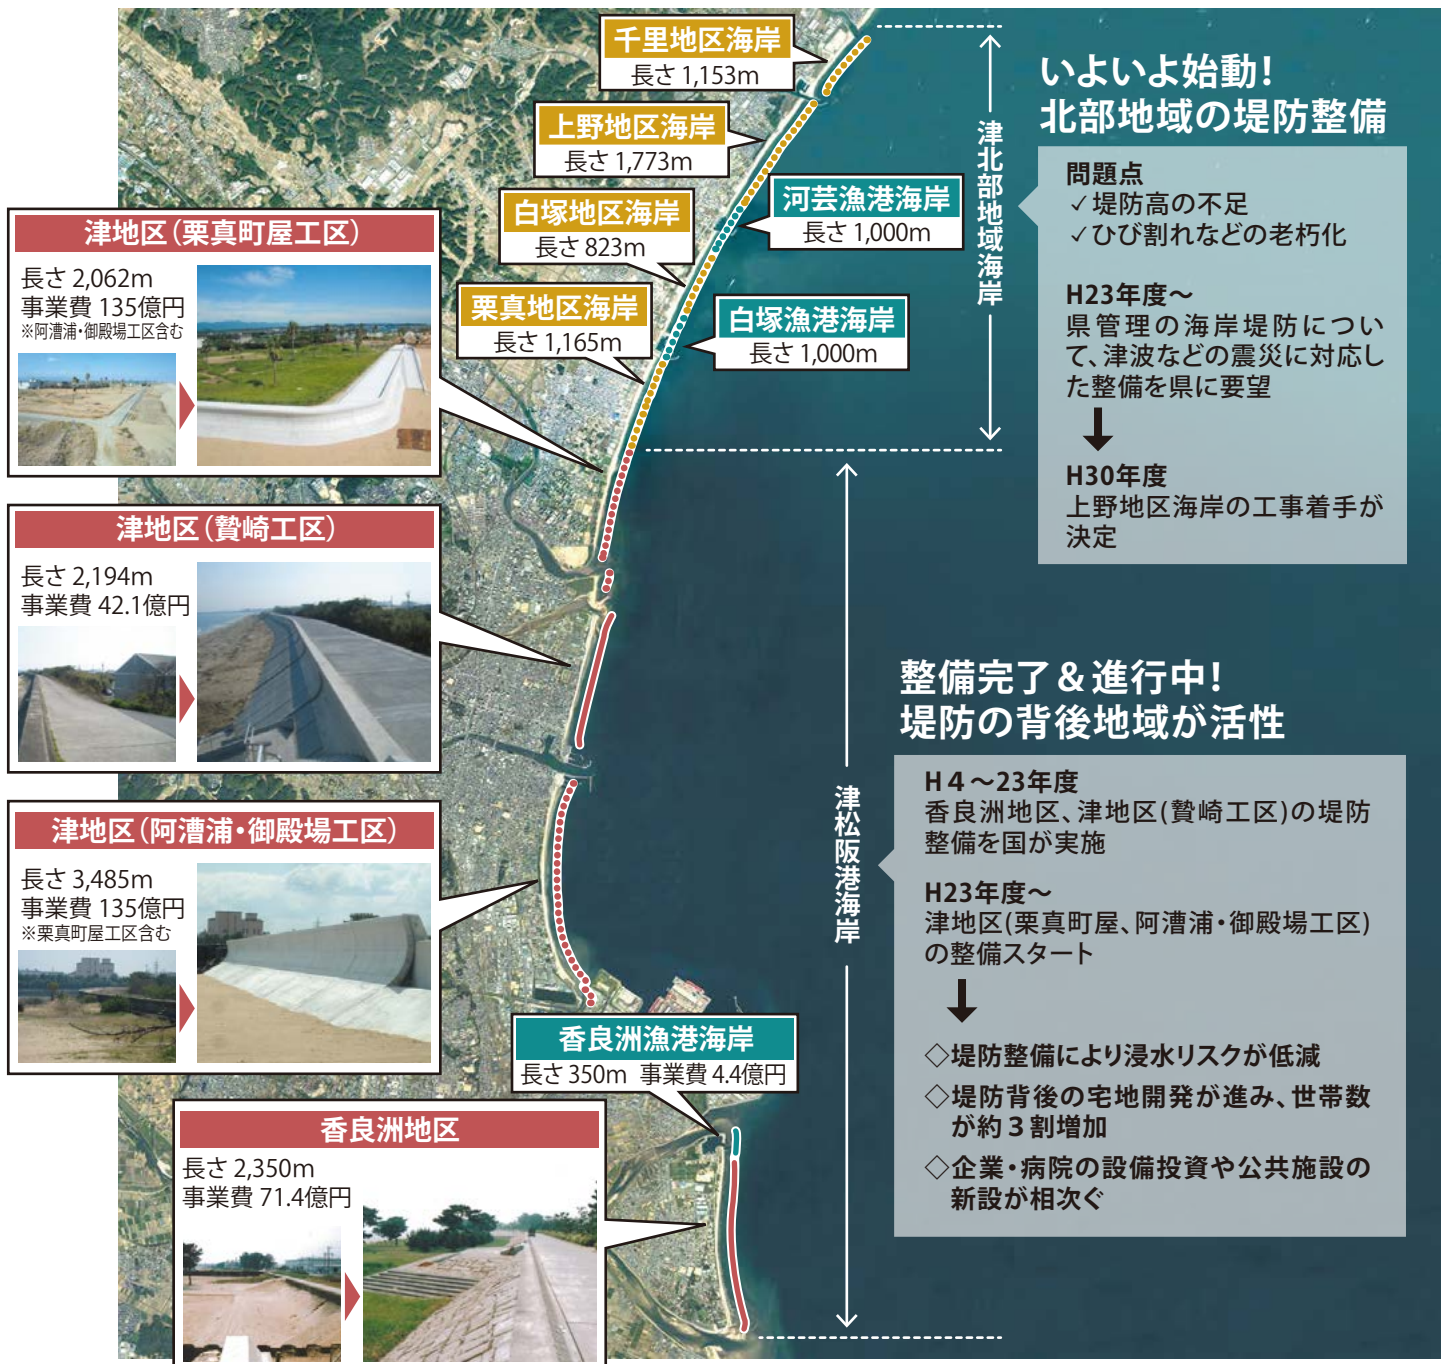 千里地区海岸
長さ 1,153m
上野地区海岸
長さ 1,773m
白塚地区海岸
長さ 823m
河芸漁港海岸
長さ 1,000m
栗真地区海岸
長さ 1,165m
白塚漁港海岸
長さ 1,000m
津北部地域海岸
いよいよ始動！
北部地域の堤防整備
問題点
✓堤防高の不足
✓ひび割れなどの老朽化
H23年度～
県管理の海岸堤防につい
て、津波などの震災に対応し
た整備を県に要望
H30年度
上野地区海岸の工事着手が
決定
津地区（栗真町屋工区）
長さ 2,062m
事業費 135億円
※阿漕浦・御殿場工区含む
津地区（贄崎工区）
長さ 2,194m
事業費 42.1億円
津地区（阿漕浦・御殿場工区）
長さ 3,485m
事業費 135億円
※栗真町屋工区含む
香良洲漁港海岸
長さ 350m 事業費 4.4億円
香良洲地区
長さ 2,350m
事業費 71.4億円
津松阪港海岸
整備完了＆進行中！
堤防の背後地域が活性
H４～23年度
香良洲地区、津地区(贄崎工区)の堤防
整備を国が実施
H23年度～
津地区(栗真町屋、阿漕浦・御殿場工区)
の整備スタート
◇堤防整備により浸水リスクが低減
◇堤防背後の宅地開発が進み、世帯数
が約３割増加
◇企業・病院の設備投資や公共施設の
新設が相次ぐ